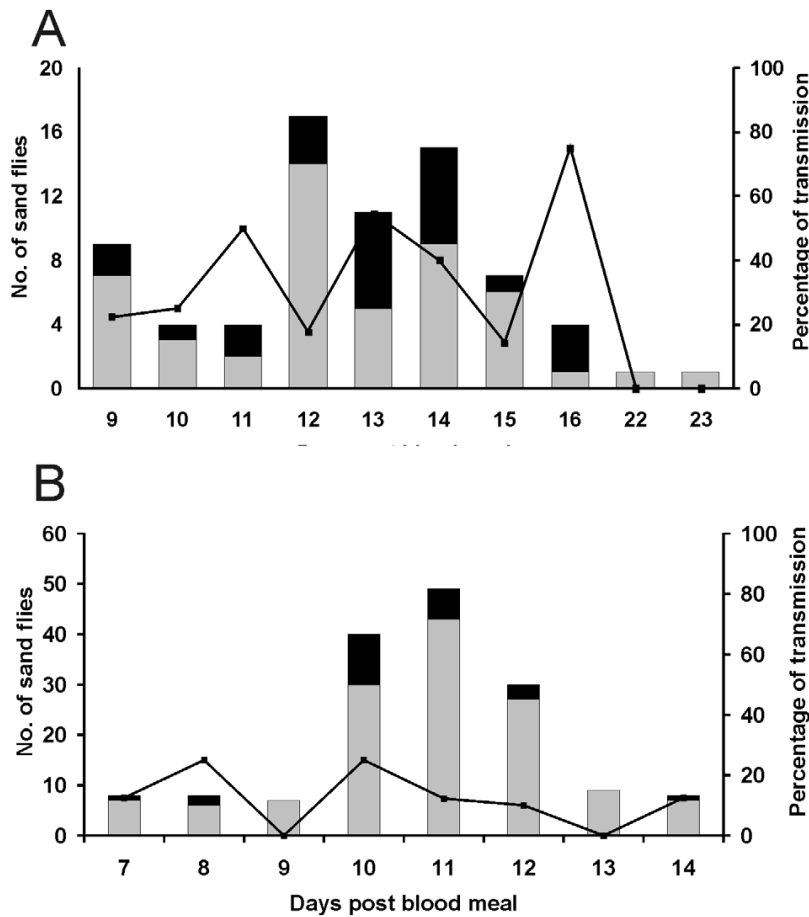 A
20
16
12
8
4
0
No. of sand flies
100
80
60
40
20
0
Percentage of transmission
9 10 11 12 13 14 15 16 22 23
B
60
50
40
30
20
10
0
No. of sand flies
100
80
60
40
20
0
Percentage of transmission
7 8 9 10 11 12 13 14
Days post blood meal